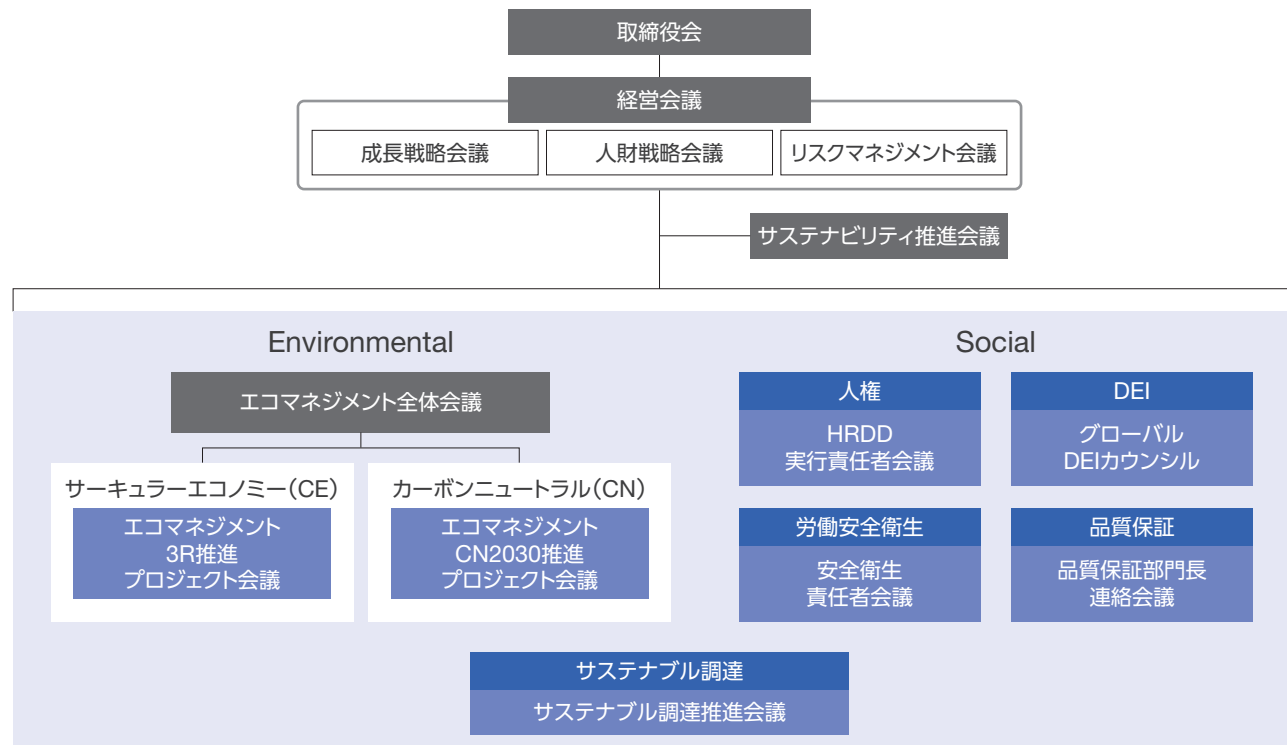 取締役会
経営会議
成長戦略会議
人財戦略会議
リスクマネジメント会議
サステナビリティ推進会議
Environmental
エコマネジメント全体会議
サーキュラーエコノミー(CE)
エコマネジメント
3R推進
プロジェクト会議
カーボンニュートラル(CN)
エコマネジメント
CN2030推進
プロジェクト会議
Social
人権
HRDD
実行責任者会議
DEI
グローバル
DEIカウンシル
労働安全衛生
安全衛生
責任者会議
品質保証
品質保証部門長
連絡会議
サステナブル調達
サステナブル調達推進会議